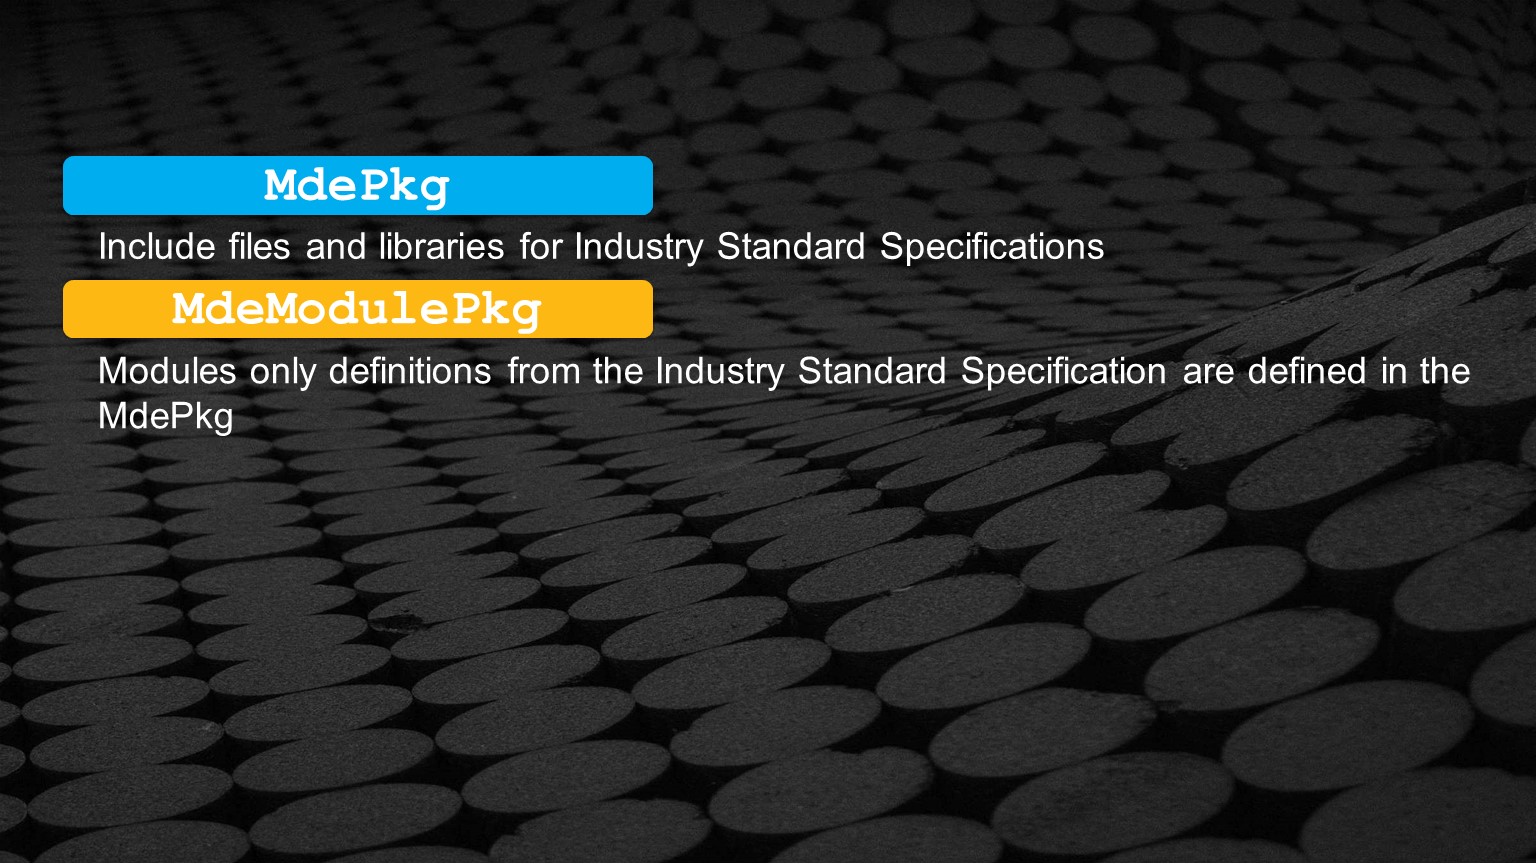 MdePkg
Include files and libraries for Industry Standard Specifications
MdeModulePkg
Modules only definitions from the Industry Standard Specification are defined in the
MdePkg